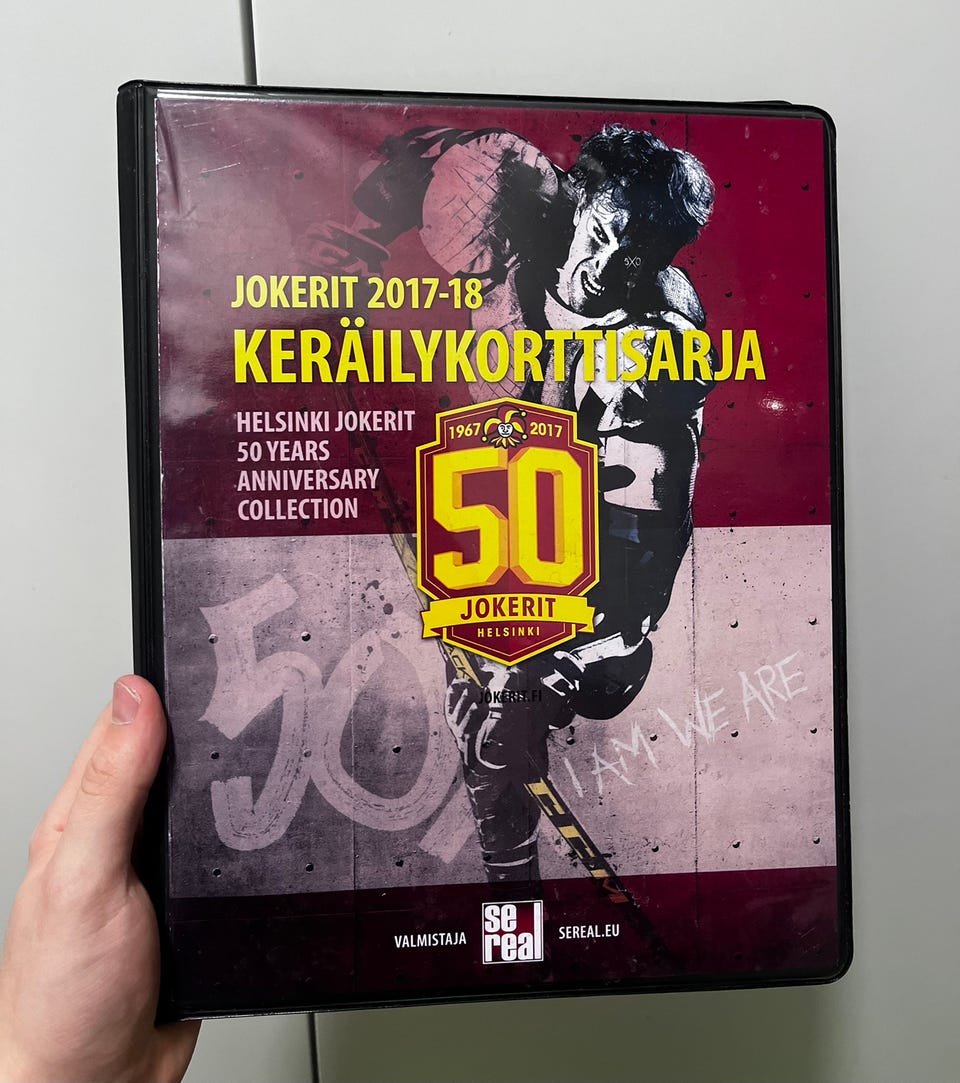 JOKERIT 2017-18
KERÄILYKORTTISARJA
HELSINKI JOKERIT
50 YEARS
ANNIVERSARY
COLLECTION
1967 2017
50
JOKERIT
HELSINKI
JOKERIT.FI
50
I AM WE ARE
CCM
VALMISTAJA
se
real
SEREAL.EU